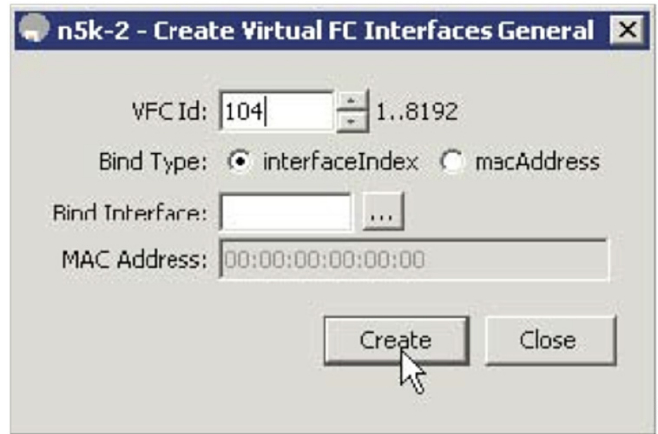 n5k-2 - Create Virtual FC Interfaces General
VFC Id: 104 1..8192
Bind Type: interfaceIndex macAddress
Bind Interface: ...
MAC Address: 00:00:00:00:00:00
Create Close